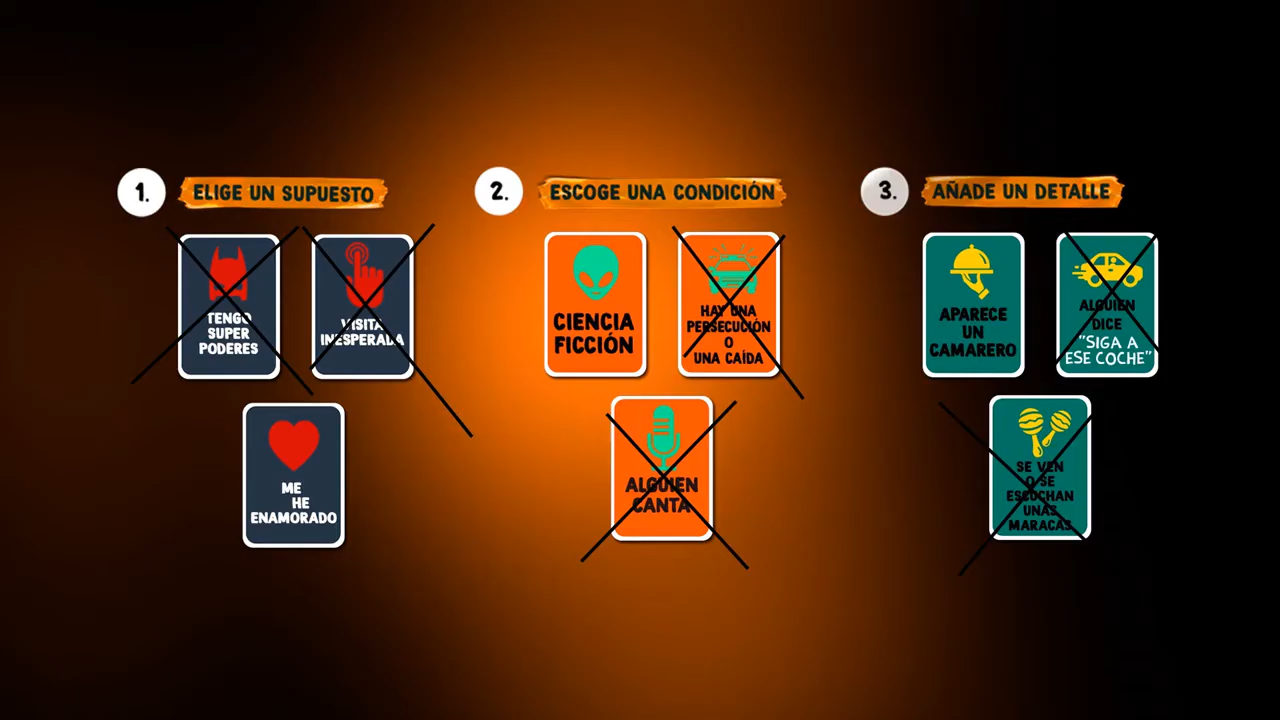 1. ELIGE UN SUPUESTO
TENGO
SUPER
PODERES
VISITA
INESPERADA
ME
HE
ENAMORADO
2. ESCOGE UNA CONDICIÓN
CIENCIA
FICCIÓN
HAY UNA
PERSECUCIÓN
O
UNA CAÍDA
ALGUIEN
CANTA
3. AÑADE UN DETALLE
APARECE
UN
CAMARERO
ALGUIEN
DICE
"SIGA A
ESE COCHE"
SE VEN
O SE
ESCUCHAN
UNAS
MARACAS